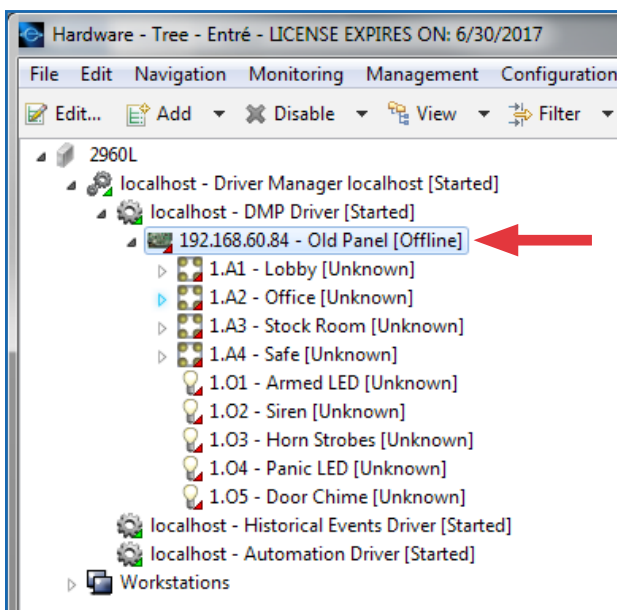 Hardware - Tree - Entré - LICENSE EXPIRES ON: 6/30/2017
File Edit Navigation Monitoring Management Configuration
Edit... Add Disable View Filter
2960L
localhost - Driver Manager localhost [Started]
localhost - DMP Driver [Started]
192.168.60.84 - Old Panel [Offline]
1.A1 - Lobby [Unknown]
1.A2 - Office [Unknown]
1.A3 - Stock Room [Unknown]
1.A4 - Safe [Unknown]
1.O1 - Armed LED [Unknown]
1.O2 - Siren [Unknown]
1.O3 - Horn Strobes [Unknown]
1.O4 - Panic LED [Unknown]
1.O5 - Door Chime [Unknown]
localhost - Historical Events Driver [Started]
localhost - Automation Driver [Started]
Workstations